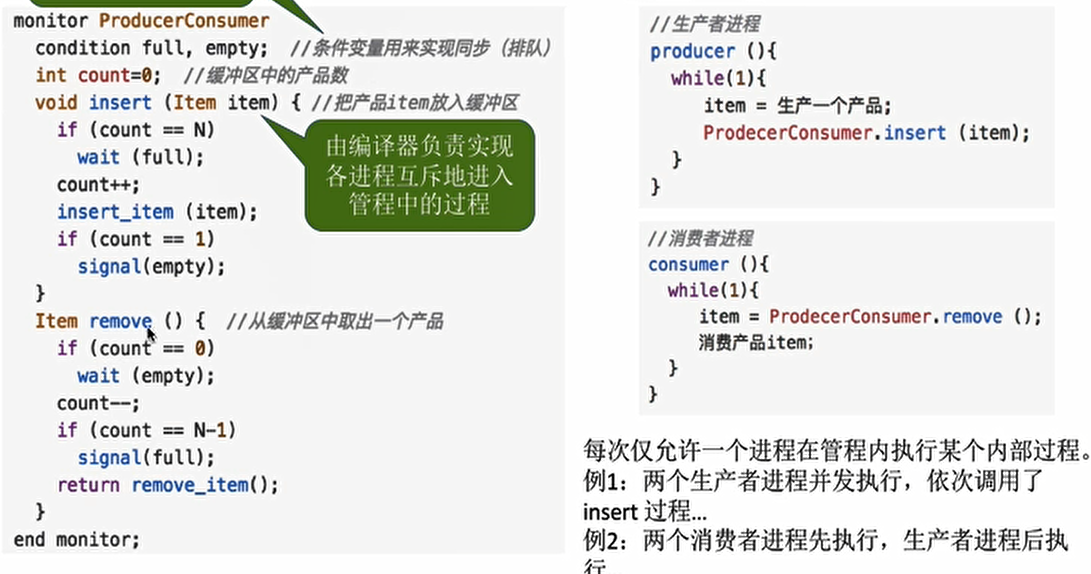 monitor ProducerConsumer
condition full, empty; //条件变量用来实现同步（排队）
int count=0; //缓冲区中的产品数
void insert (Item item) { //把产品item放入缓冲区
if (count == N)
wait (full);
count++;
insert_item (item);
if (count == 1)
signal(empty);
}
Item remove () { //从缓冲区中取出一个产品
if (count == 0)
wait (empty);
count--;
if (count == N-1)
signal(full);
return remove_item();
}
end monitor;
由编译器负责实现
各进程互斥地进入
管程中的过程
//生产者进程
producer (){
while(1){
item = 生产一个产品;
ProdecerConsumer.insert (item);
}
}
//消费者进程
consumer (){
while(1){
item = ProdecerConsumer.remove ();
消费产品item;
}
}
每次仅允许一个进程在管程内执行某个内部过程。
例1：两个生产者进程并发执行，依次调用了
insert 过程...
例2：两个消费者进程先执行，生产者进程后执
行...